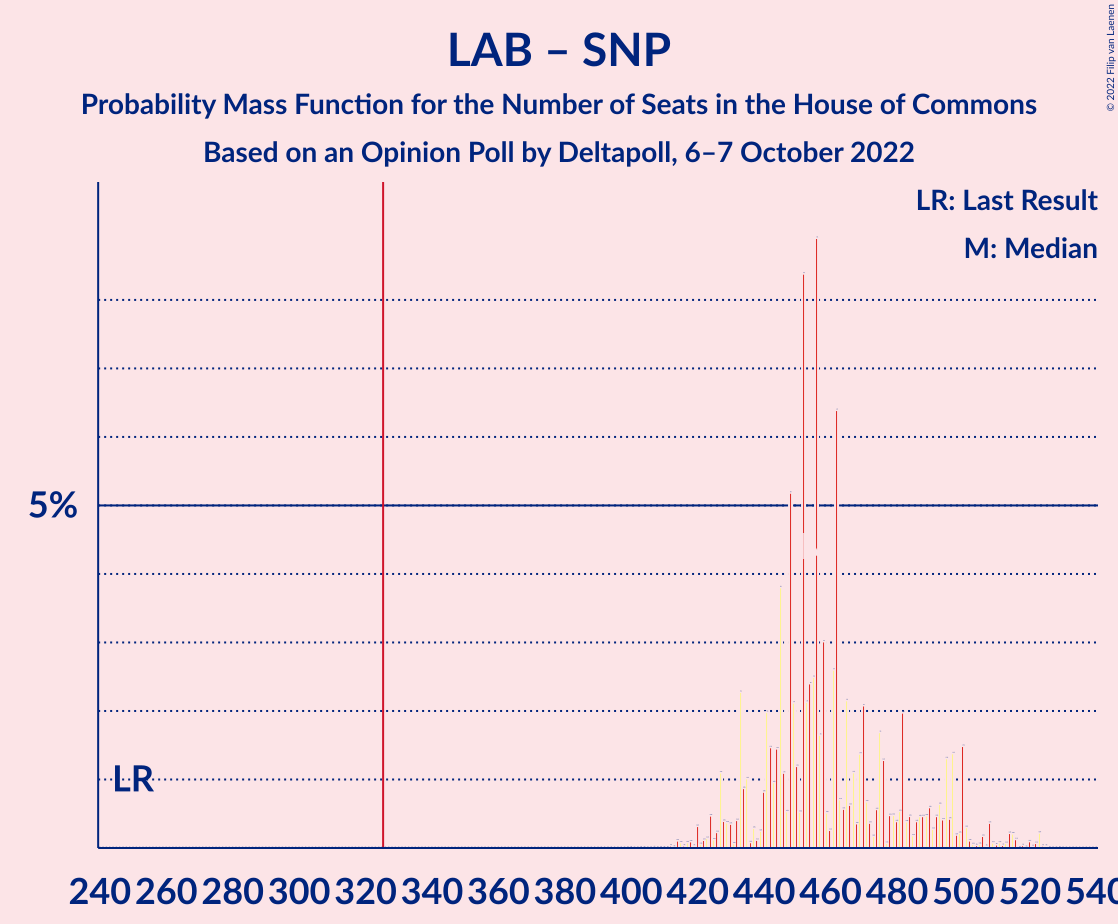 LAB – SNP
Probability Mass Function for the Number of Seats in the House of Commons
Based on an Opinion Poll by Deltapoll, 6–7 October 2022
© 2022 Filip van Laenen
LR: Last Result
M: Median
5%
LR
240 260 280 300 320 340 360 380 400 420 440 460 480 500 520 540